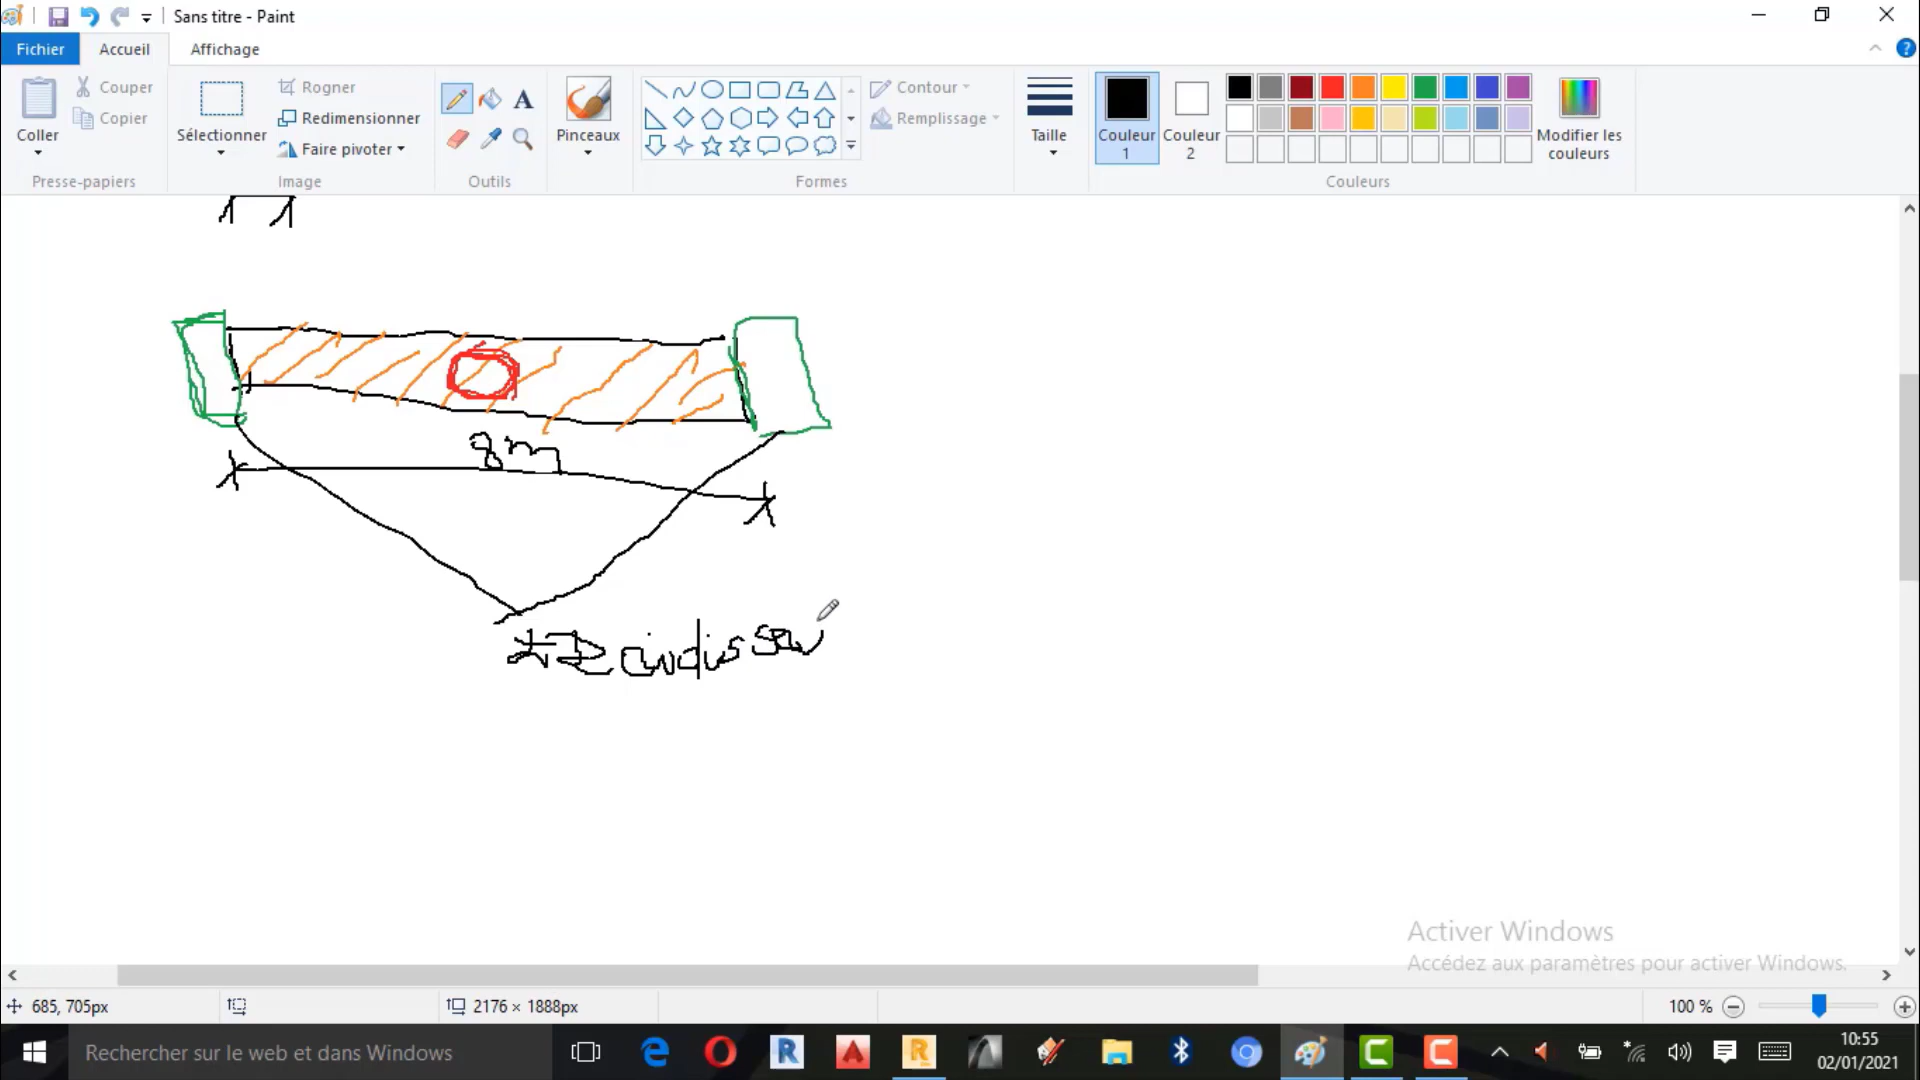 Sans titre - Paint
Fichier Accueil Affichage
Coller
Couper
Copier
Presse-papiers
Sélectionner
Rogner
Redimensionner
Faire pivoter
Image
A
Outils
Pinceaux
Formes
Contour
Remplissage
Taille
Couleur 1
Couleur 2
Modifier les couleurs
Couleurs
8m
Activer Windows
Accédez aux paramètres pour activer Windows.
685, 705px
2176 × 1888px
100 %
Rechercher sur le web et dans Windows
10:55
02/01/2021